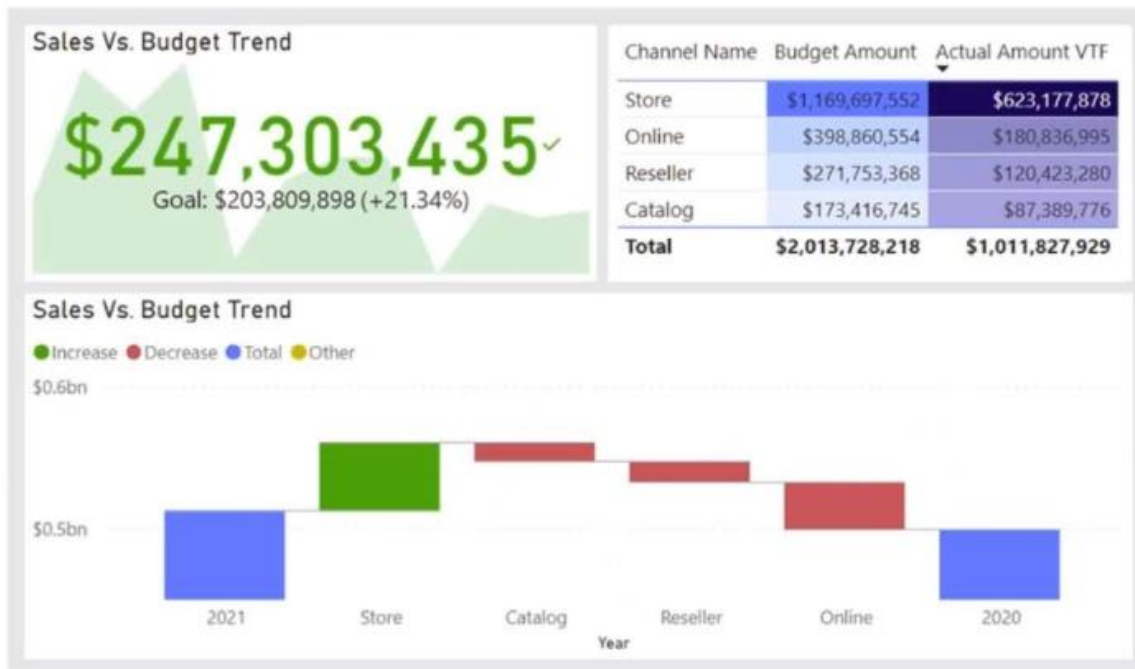 Sales Vs. Budget Trend
$247,303,435
Goal: $203,809,898 (+21.34%)
Channel Name Budget Amount Actual Amount VTF
Store $1,169,697,552 $623,177,878
Online $398,860,554 $180,836,995
Reseller $271,753,368 $120,423,280
Catalog $173,416,745 $87,389,776
Total $2,013,728,218 $1,011,827,929
Sales Vs. Budget Trend
Increase Decrease Total Other
$0.6bn
$0.5bn
2021 Store Catalog Reseller Online 2020
Year